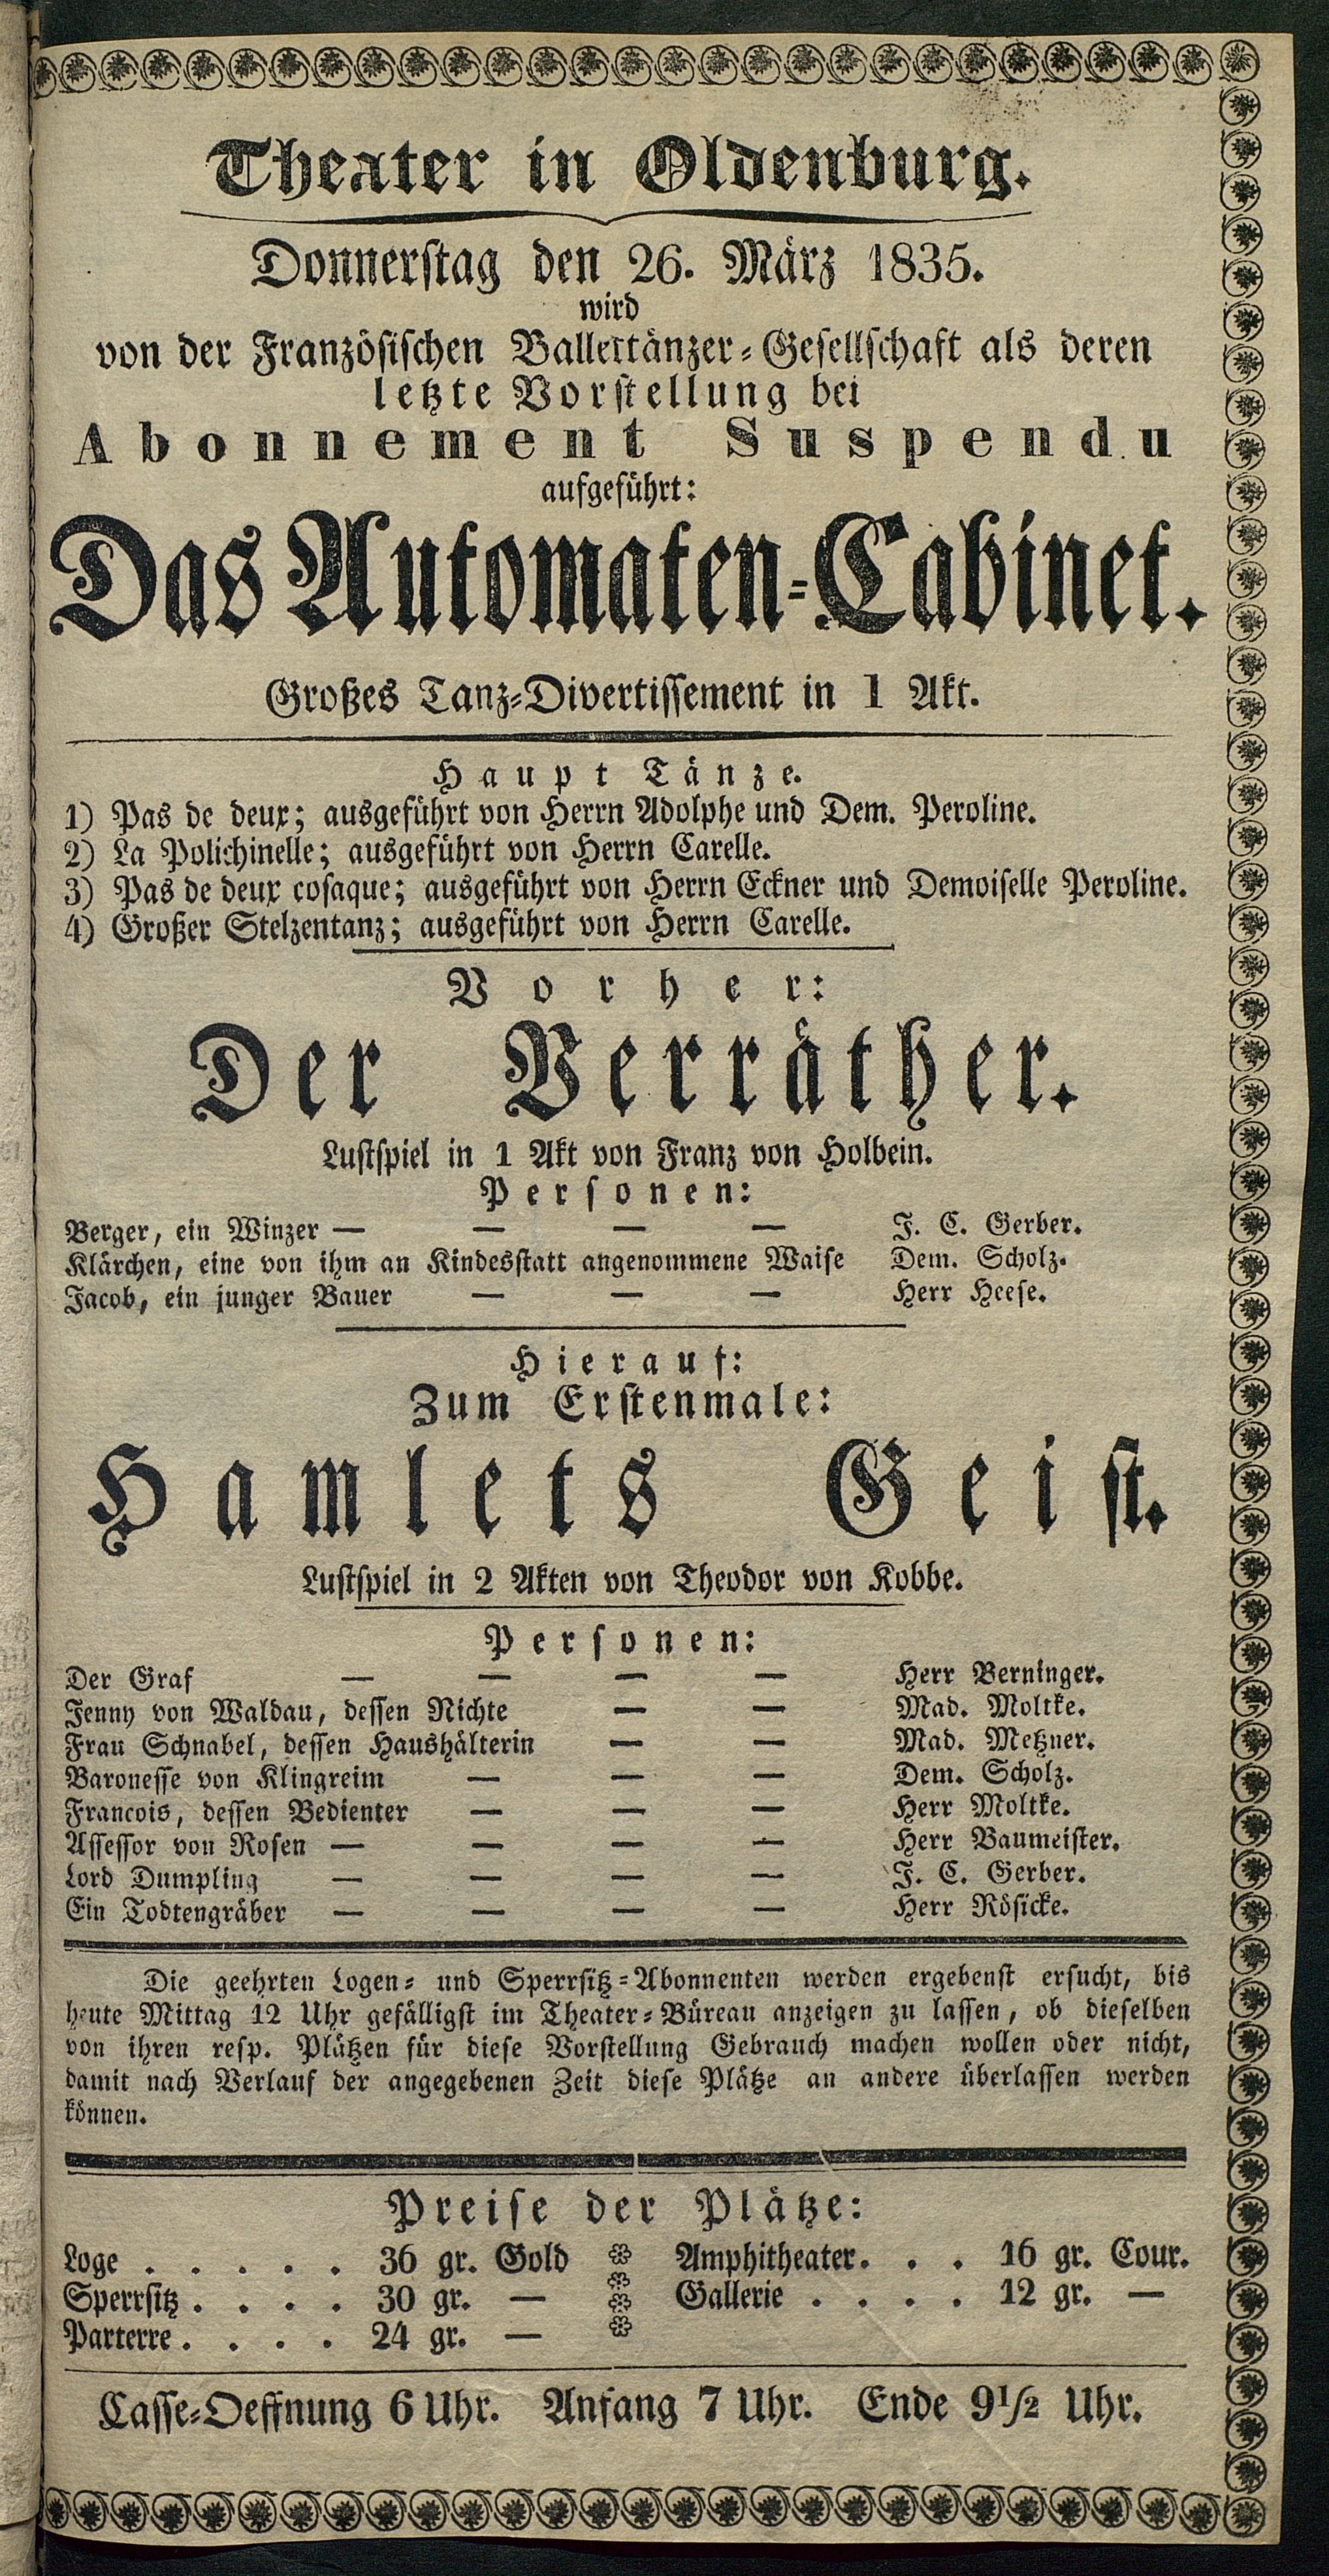 Theater in Oldenburg.
Donnerstag den 26. März 1835.
wird
von der Französischen Ballettänzer-Gesellschaft als deren
letzte Vorstellung bei
Abonnement Suspendu
aufgeführt:
Das Automaten-Cabinet.
Großes Tanz-Divertissement in 1 Akt.
Haupt Tänze.
1) Pas de deux; ausgeführt von Herrn Adolphe und Dem. Peroline.
2) La Polichinelle; ausgeführt von Herrn Carelle.
3) Pas de deux cosaque; ausgeführt von Herrn Eckner und Demoiselle Peroline.
4) Großer Stelzentanz; ausgeführt von Herrn Carelle.
Vorher:
Der Verräther.
Lustspiel in 1 Akt von Franz von Holbein.
Personen:
Berger, ein Winzer — — — — J. C. Gerber.
Klärchen, eine von ihm an Kindesstatt angenommene Waise Dem. Scholz.
Jacob, ein junger Bauer — — — Herr Heese.
Hierauf:
Zum Erstenmale:
Hamlets Geist.
Lustspiel in 2 Akten von Theodor von Kobbe.
Personen:
Der Graf — — — — Herr Berninger.
Jenny von Waldau, dessen Nichte — — Mad. Moltke.
Frau Schnabel, dessen Haushälterin — — Mad. Metzner.
Baronesse von Klingreim — — — Dem. Scholz.
Francois, dessen Bedienter — — — Herr Moltke.
Assessor von Rosen — — — — Herr Baumeister.
Lord Dumpling — — — — J. C. Gerber.
Ein Todtengräber — — — — Herr Rösicke.
Die geehrten Logen- und Sperrsitz-Abonnenten werden ergebenst ersucht, bis
heute Mittag 12 Uhr gefälligst im Theater-Büreau anzeigen zu lassen, ob dieselben
von ihren resp. Plätzen für diese Vorstellung Gebrauch machen wollen oder nicht,
damit nach Verlauf der angegebenen Zeit diese Plätze an andere überlassen werden
können.
Preise der Plätze:
Loge . . . . . 36 gr. Gold Amphitheater. . . 16 gr. Cour.
Sperrsitz . . . . 30 gr. — Gallerie . . . . 12 gr. —
Parterre . . . . 24 gr. —
Casse-Oeffnung 6 Uhr. Anfang 7 Uhr. Ende 9 1/2 Uhr.